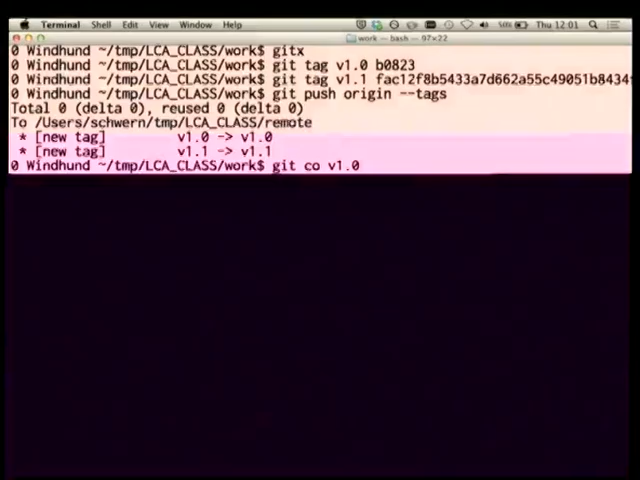 Terminal Shell Edit View Window Help Thu 12:01
work — bash — 97×22
0 Windhund ~/tmp/LCA_CLASS/work$ gitx
0 Windhund ~/tmp/LCA_CLASS/work$ git tag v1.0 b0823
0 Windhund ~/tmp/LCA_CLASS/work$ git tag v1.1 fac12f8b5433a7d662a55c49051b8434
Total 0 (delta 0), reused 0 (delta 0)
0 Windhund ~/tmp/LCA_CLASS/work$ git push origin --tags
To /Users/schwern/tmp/LCA_CLASS/remote
* [new tag] v1.0 -> v1.0
* [new tag] v1.1 -> v1.1
0 Windhund ~/tmp/LCA_CLASS/work$ git co v1.0